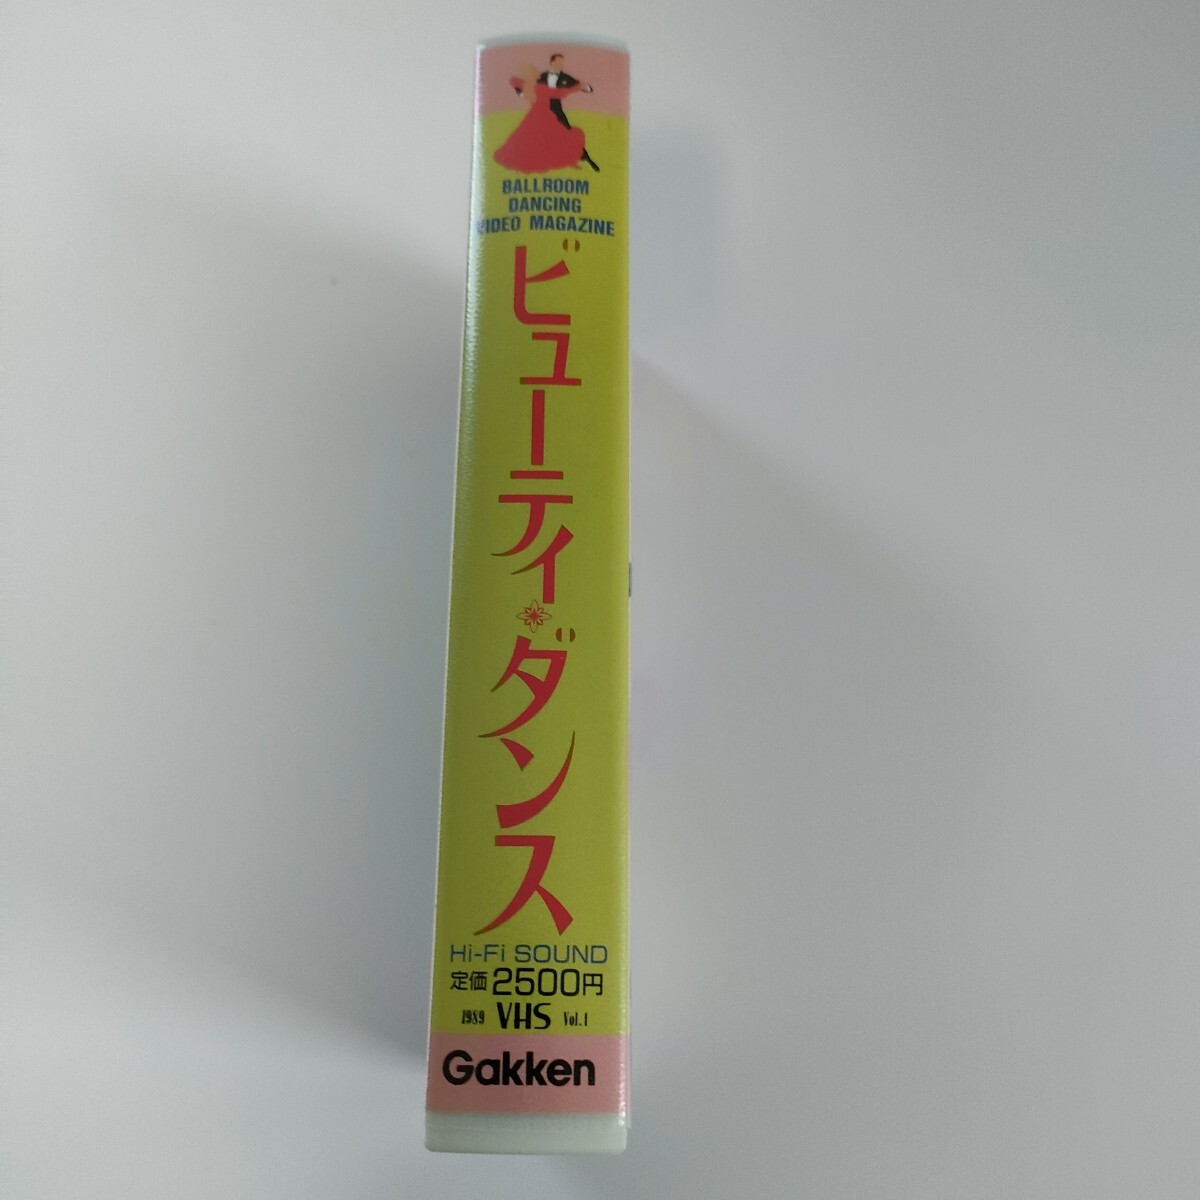 BALLROOM
DANCING
VIDEO MAGAZINE
ビューティ・ダンス
Hi-Fi SOUND
定価2500円
1989 VHS Vol.1
Gakken